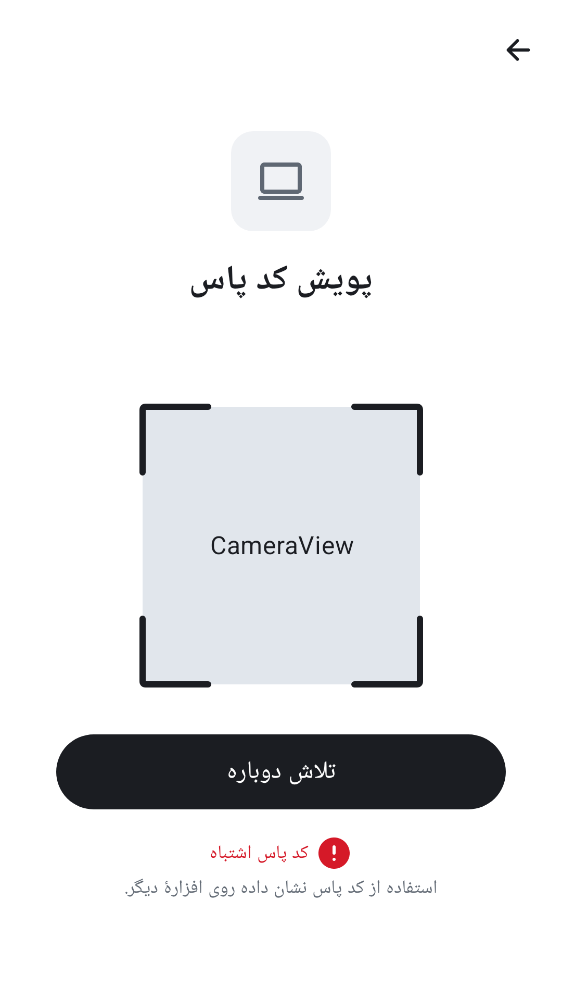 پویش کد پاس
CameraView
تلاش دوباره
کد پاس اشتباه
استفاده از کد پاس نشان داده روی افزارهٔ دیگر.